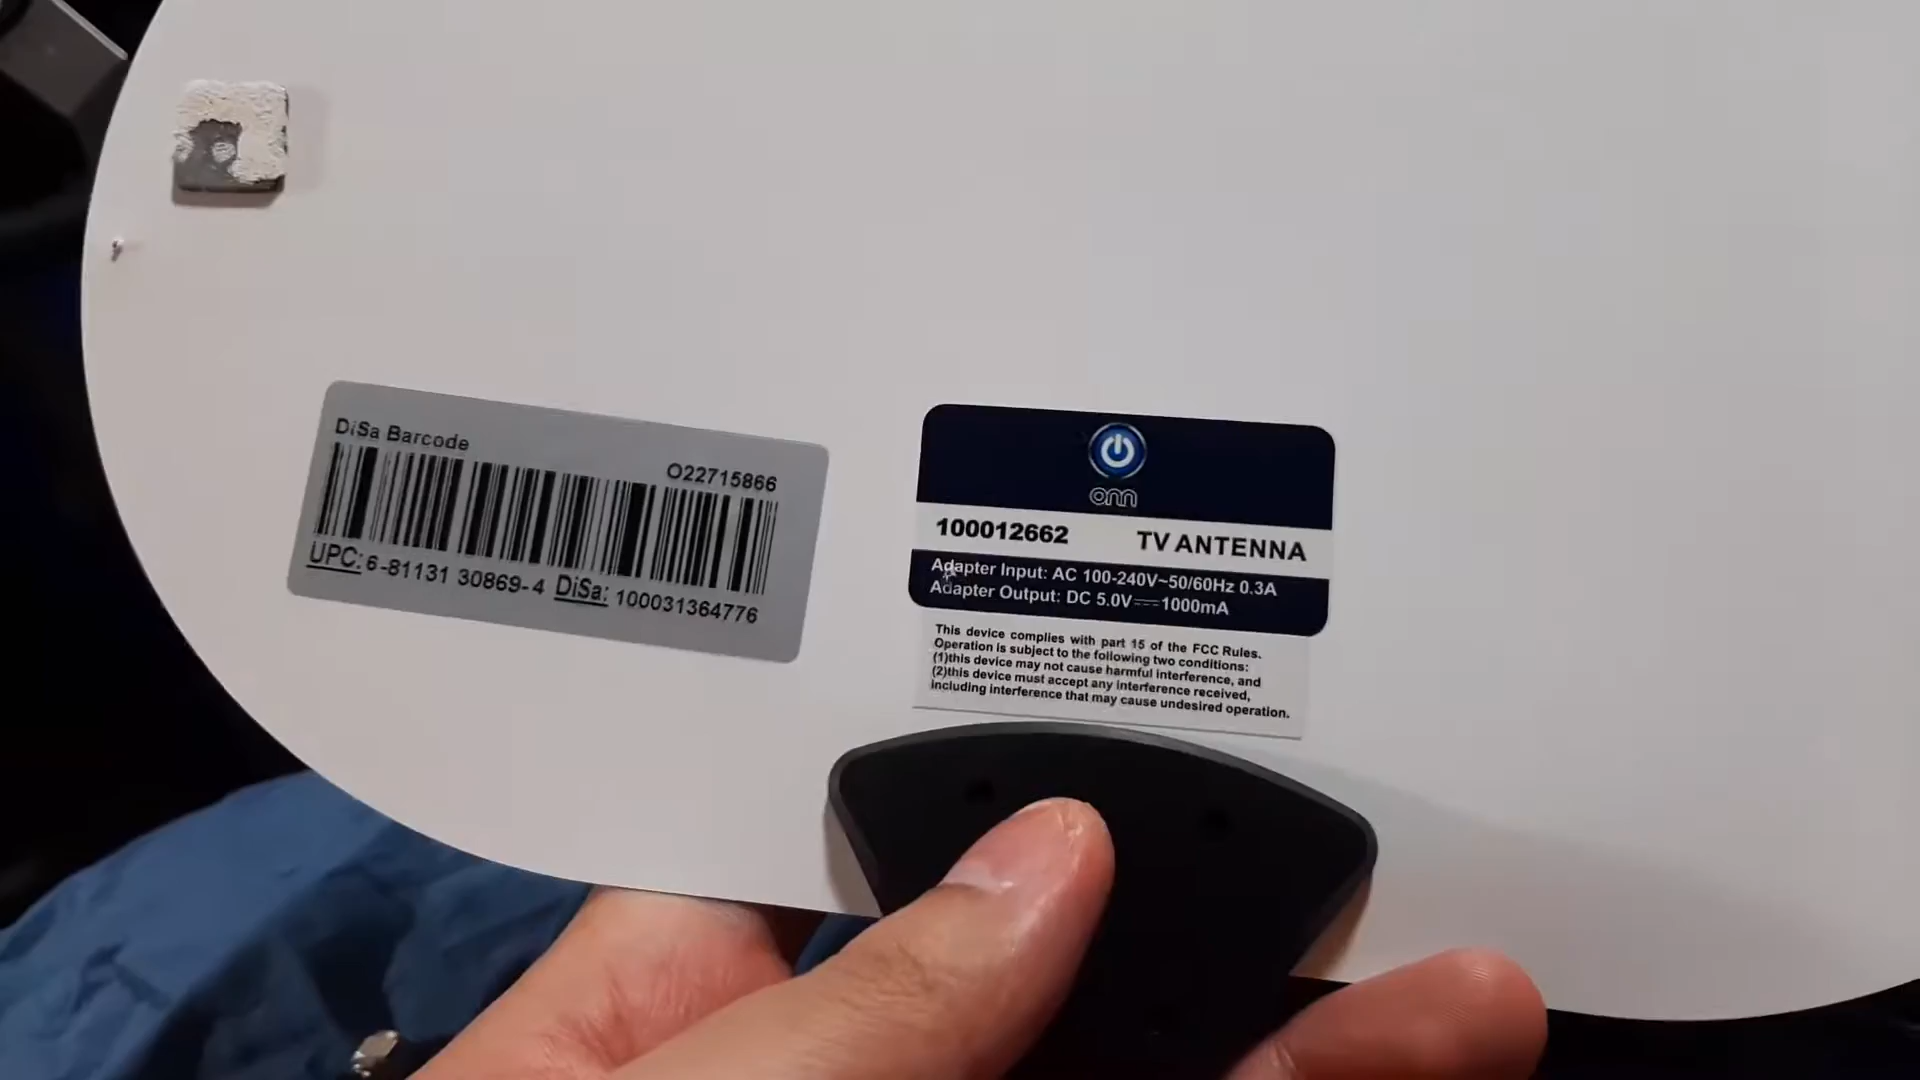 DiSa Barcode
O22715866
UPC: 6-81131 30869-4 DiSa: 100031364776
onn
100012662 TV ANTENNA
Adapter Input: AC 100-240V~50/60Hz 0.3A
Adapter Output: DC 5.0V⎓1000mA
This device complies with part 15 of the FCC Rules.
Operation is subject to the following two conditions:
(1)this device may not cause harmful interference, and
(2)this device must accept any interference received,
including interference that may cause undesired operation.